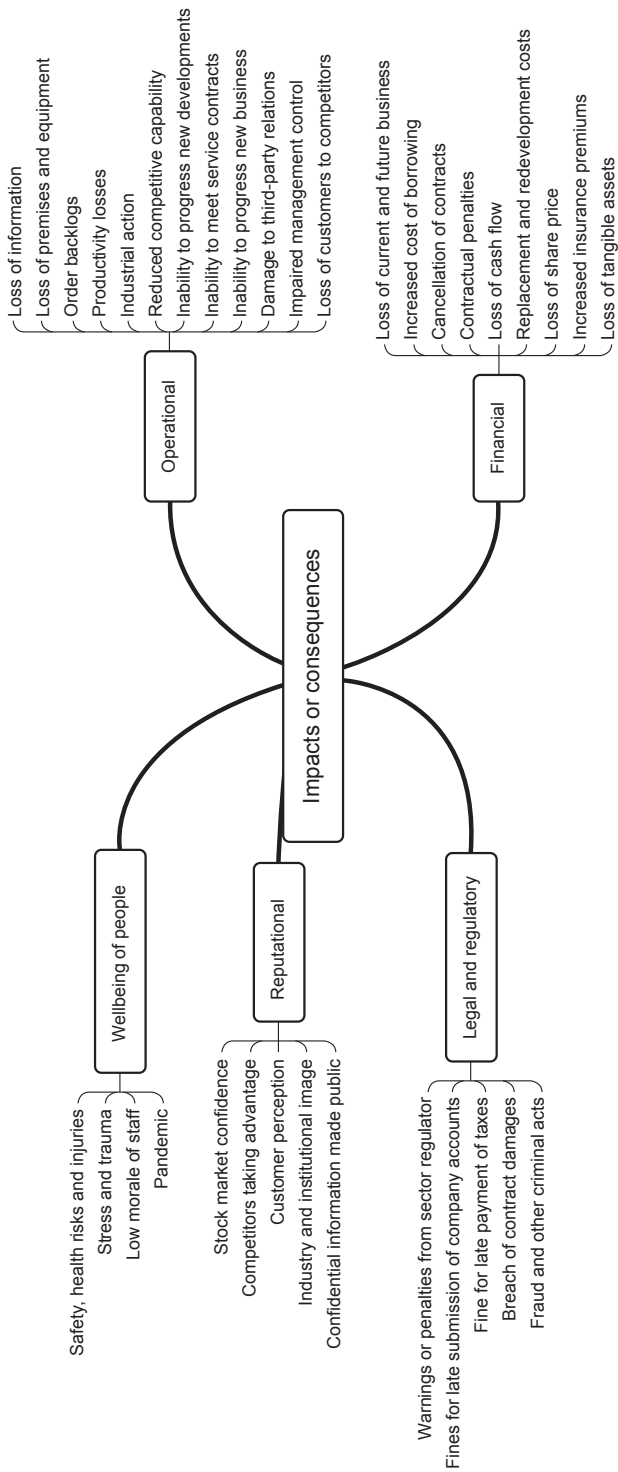 Impacts or consequences
Wellbeing of people
Safety, health risks and injuries
Stress and trauma
Low morale of staff
Pandemic
Reputational
Stock market confidence
Competitors taking advantage
Customer perception
Industry and institutional image
Confidential information made public
Legal and regulatory
Warnings or penalties from sector regulator
Fines for late submission of company accounts
Fine for late payment of taxes
Breach of contract damages
Fraud and other criminal acts
Operational
Loss of information
Loss of premises and equipment
Order backlogs
Productivity losses
Industrial action
Reduced competitive capability
Inability to progress new developments
Inability to meet service contracts
Inability to progress new business
Damage to third-party relations
Impaired management control
Loss of customers to competitors
Financial
Loss of current and future business
Increased cost of borrowing
Cancellation of contracts
Contractual penalties
Loss of cash flow
Replacement and redevelopment costs
Loss of share price
Increased insurance premiums
Loss of tangible assets